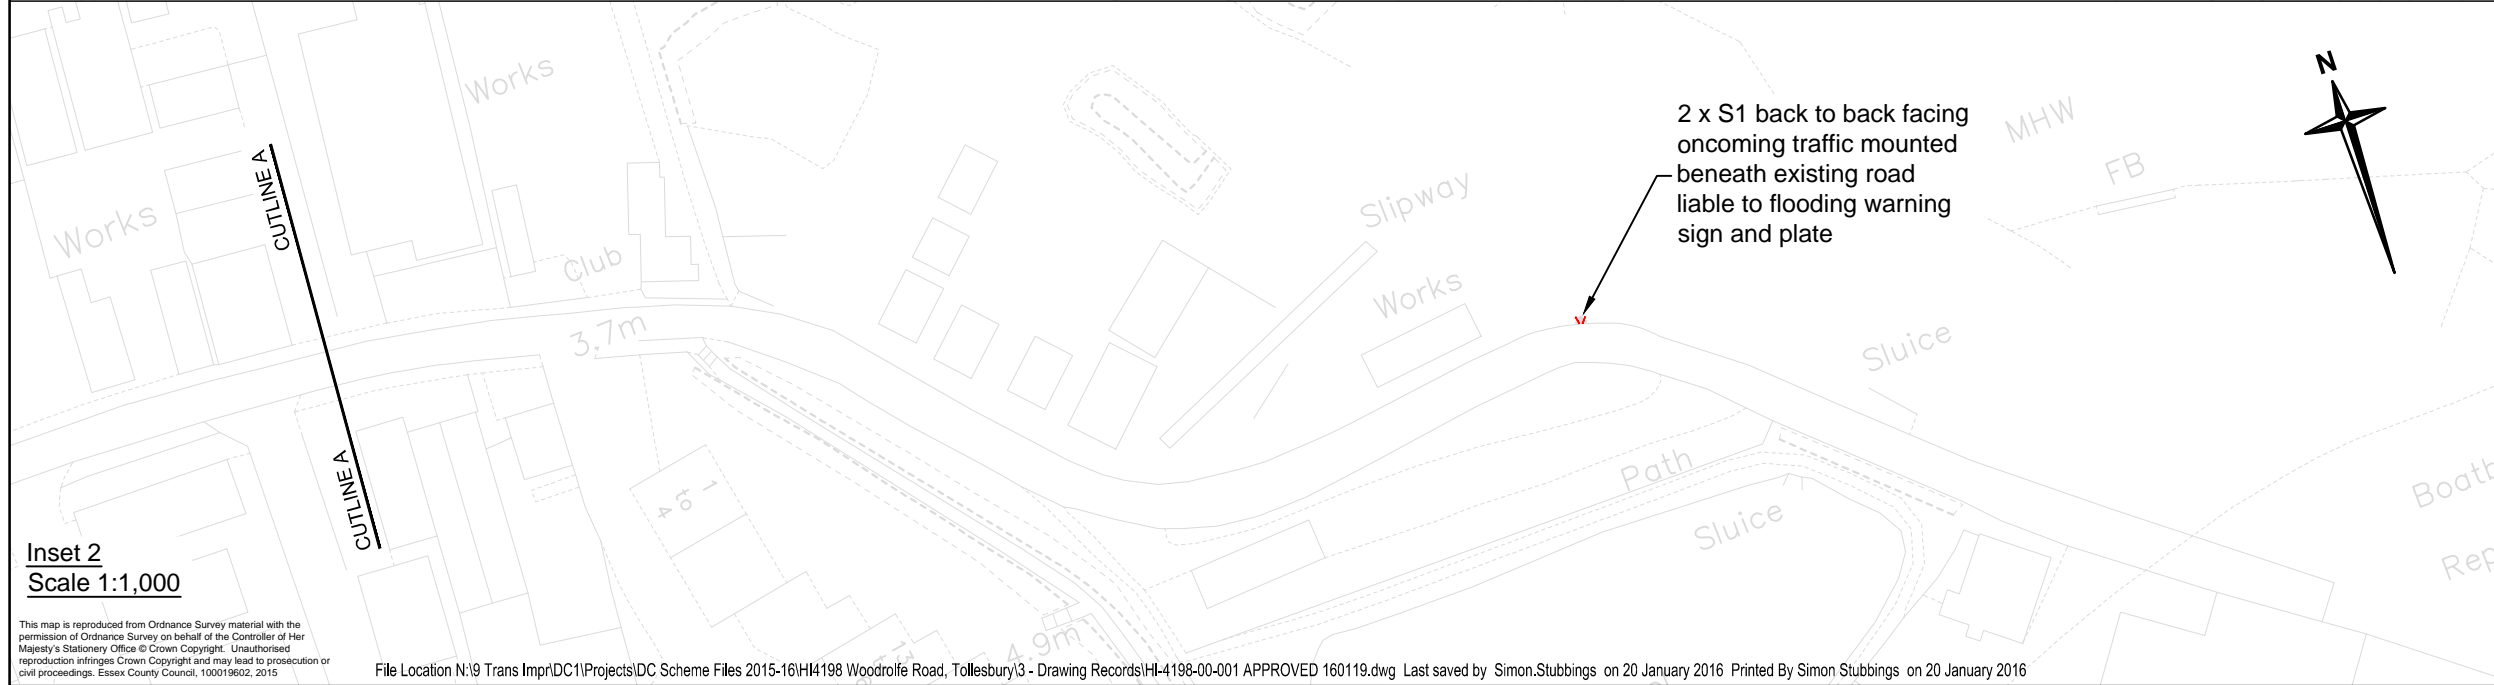 Works
Works
CUTLINE A
Club
3.7m
Slipway
Works
2 x S1 back to back facing
oncoming traffic mounted
beneath existing road
liable to flooding warning
sign and plate
MHW
FB
N
Sluice
Path
Sluice
CUTLINE A
4.9m
Inset 2
Scale 1:1,000
This map is reproduced from Ordnance Survey material with the
permission of Ordnance Survey on behalf of the Controller of Her
Majesty's Stationery Office © Crown Copyright. Unauthorised
reproduction infringes Crown Copyright and may lead to prosecution or
civil proceedings. Essex County Council, 100019602, 2015
File Location N:\9 Trans Impr\DC1\Projects\DC Scheme Files 2015-16\HI4198 Woodrolfe Road, Tollesbury\3 - Drawing Records\HI-4198-00-001 APPROVED 160119.dwg Last saved by Simon.Stubbings on 20 January 2016 Printed By Simon Stubbings on 20 January 2016